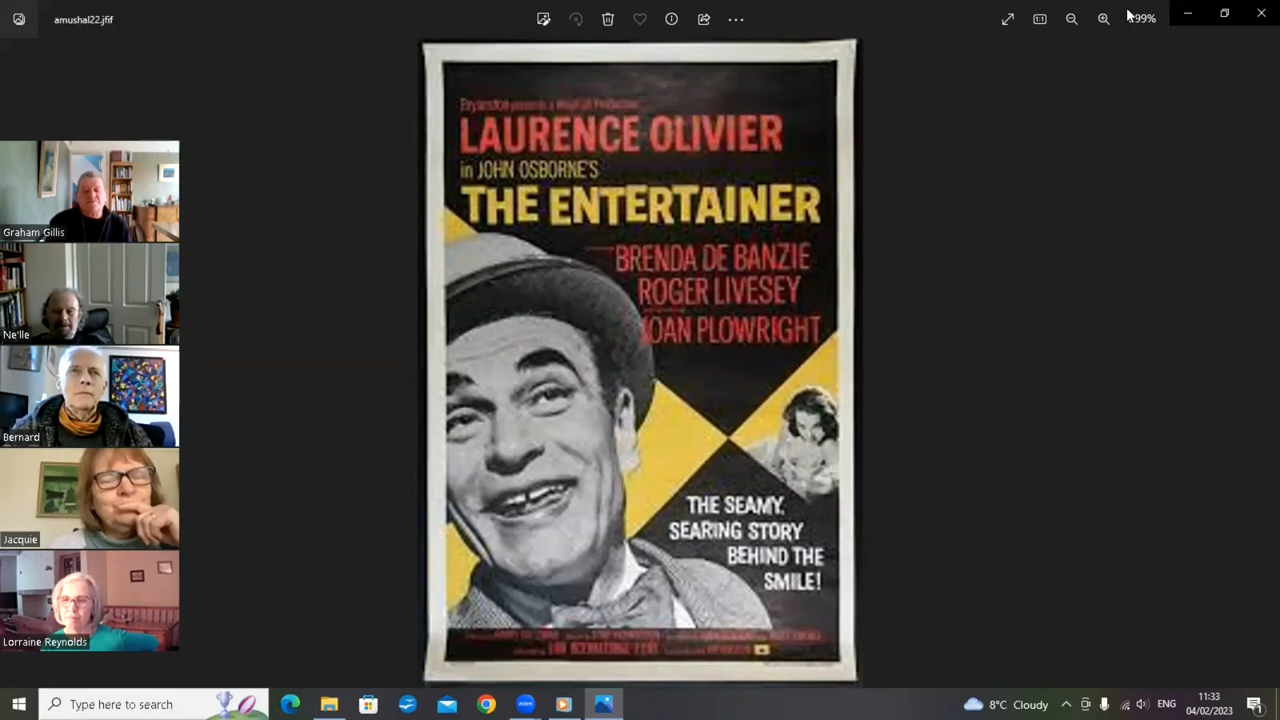 amushal22.jfif
99%
Bryanston presents a Woodfall Production
LAURENCE OLIVIER
in JOHN OSBORNE'S
THE ENTERTAINER
BRENDA DE BANZIE
ROGER LIVESEY
JOAN PLOWRIGHT
THE SEAMY,
SEARING STORY
BEHIND THE
SMILE!
Graham Gillis
Ne'lle
Bernard
Jacquie
Lorraine Reynolds
Type here to search
zoom
8°C Cloudy
ENG
11:33
04/02/2023